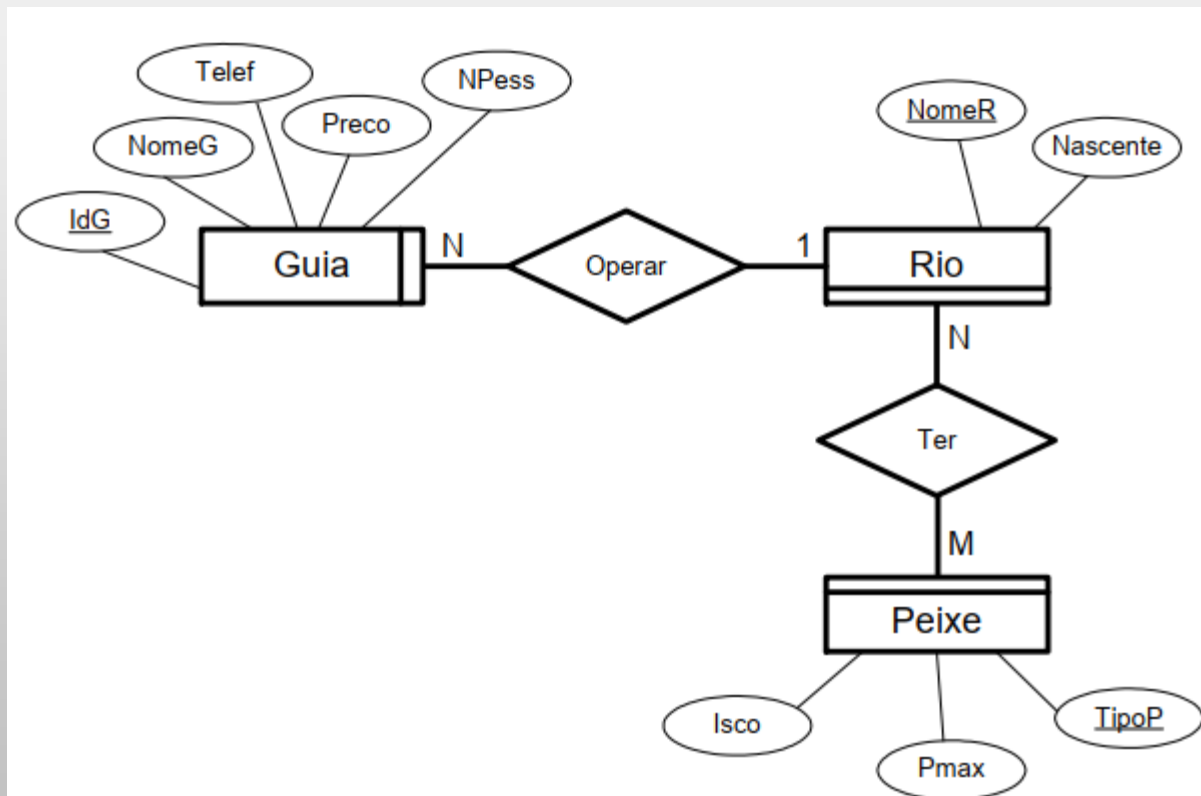 Telef
NPess
Preco
NomeG
IdG
NomeR
Nascente
Guia
N
Operar
1
Rio
N
Ter
M
Peixe
Isco
Pmax
TipoP